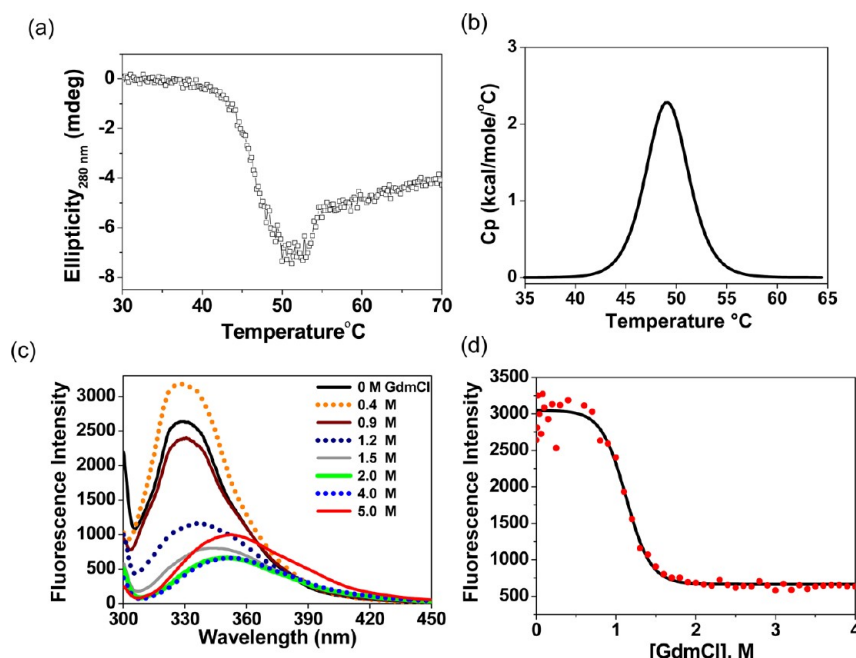 (a)
Ellipticity280 nm (mdeg)
0
-2
-4
-6
-8
30 40 50 60 70
Temperature°C
(b)
Cp (kcal/mole/°C)
3
2
1
0
35 40 45 50 55 60 65
Temperature °C
(c)
Fluorescence Intensity
3000
2500
2000
1500
1000
500
0
300 330 360 390 420 450
Wavelength (nm)
0 M GdmCl
0.4 M
0.9 M
1.2 M
1.5 M
2.0 M
4.0 M
5.0 M
(d)
Fluorescence Intensity
3500
3000
2500
2000
1500
1000
500
0 1 2 3 4
[GdmCl], M